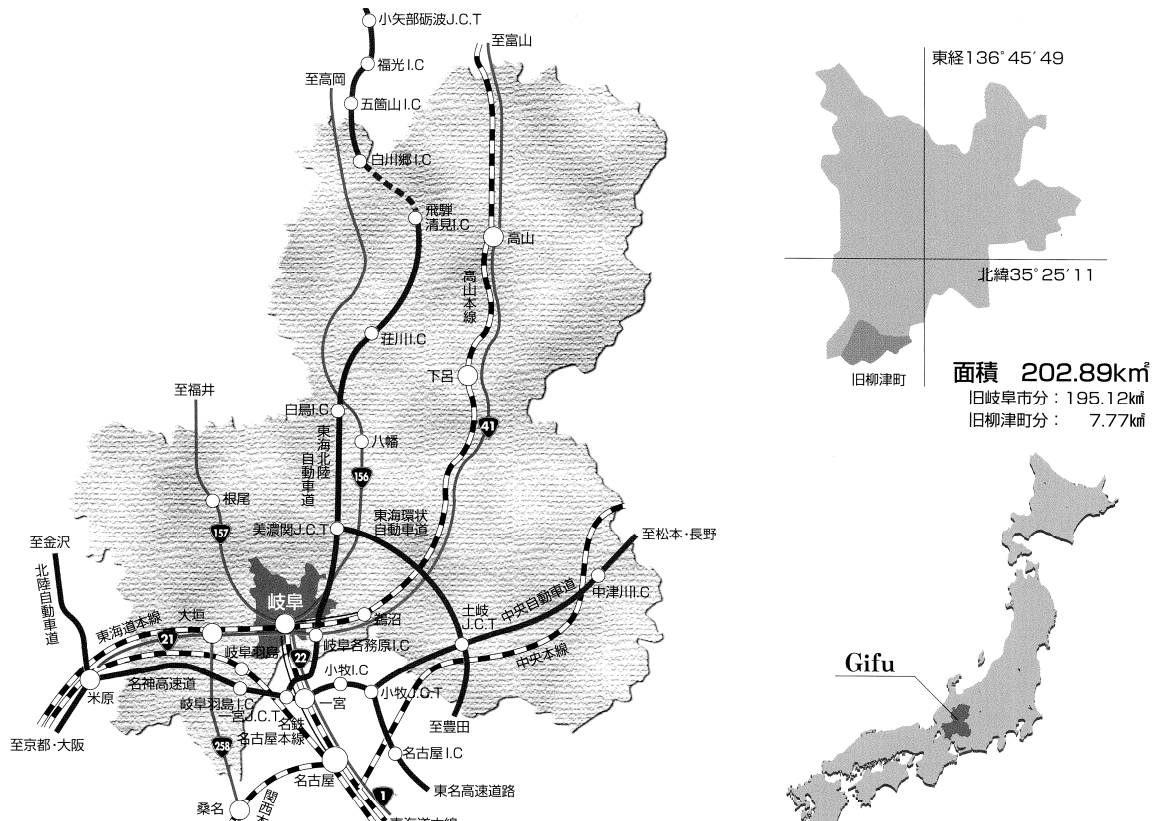 小矢部砺波J.C.T
至富山
福光I.C
至高岡
五箇山I.C
白川郷I.C
飛騨
清見I.C
高山
高山本線
荘川I.C
下呂
至福井
白鳥I.C
41
東海北陸
自動車道
八幡
156
根尾
157
美濃関J.C.T
東海環状
自動車道
至松本・長野
至金沢
北陸自動車道
中央自動車道
中津川I.C
岐阜
大垣
鵜沼
土岐
J.C.T
東海道本線
21
岐阜各務原I.C
岐阜羽島
22
中央本線
小牧I.C
米原
名神高速道
小牧J.C.T
岐阜羽島I.C
一宮
宮J.C.T
名鉄
名古屋本線
至豊田
至京都・大阪
258
名古屋I.C
名古屋
東名高速道路
1
桑名
関西本
東海道本線
東経136°45′49
北緯35°25′11
旧柳津町
面積 202.89k㎡
旧岐阜市分：195.12k㎡
旧柳津町分： 7.77k㎡
Gifu